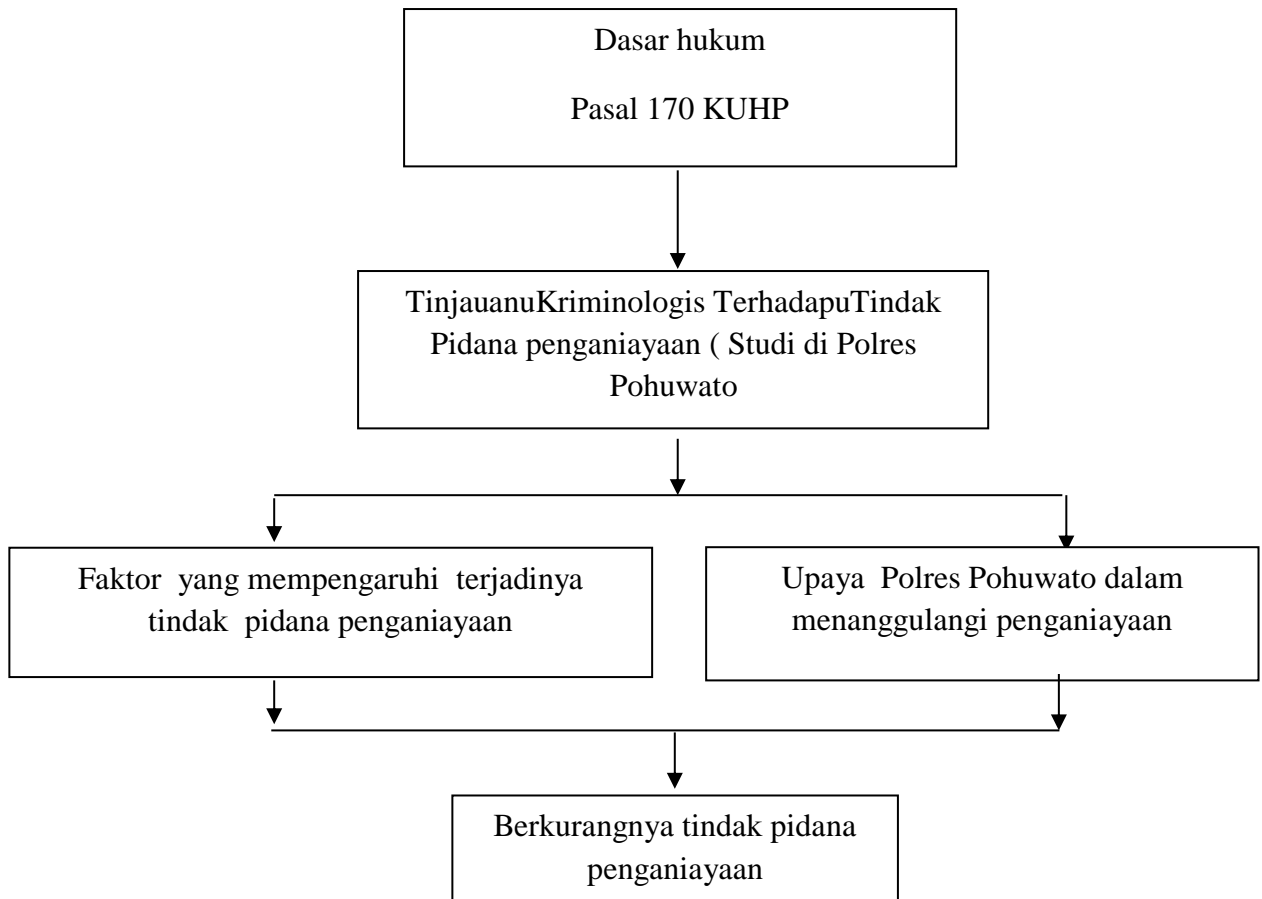 Dasar hukum
Pasal 170 KUHP
TinjauanuKriminologis TerhadapuTindak
Pidana penganiayaan ( Studi di Polres
Pohuwato
Faktor yang mempengaruhi terjadinya
tindak pidana penganiayaan
Upaya Polres Pohuwato dalam
menanggulangi penganiayaan
Berkurangnya tindak pidana
penganiayaan